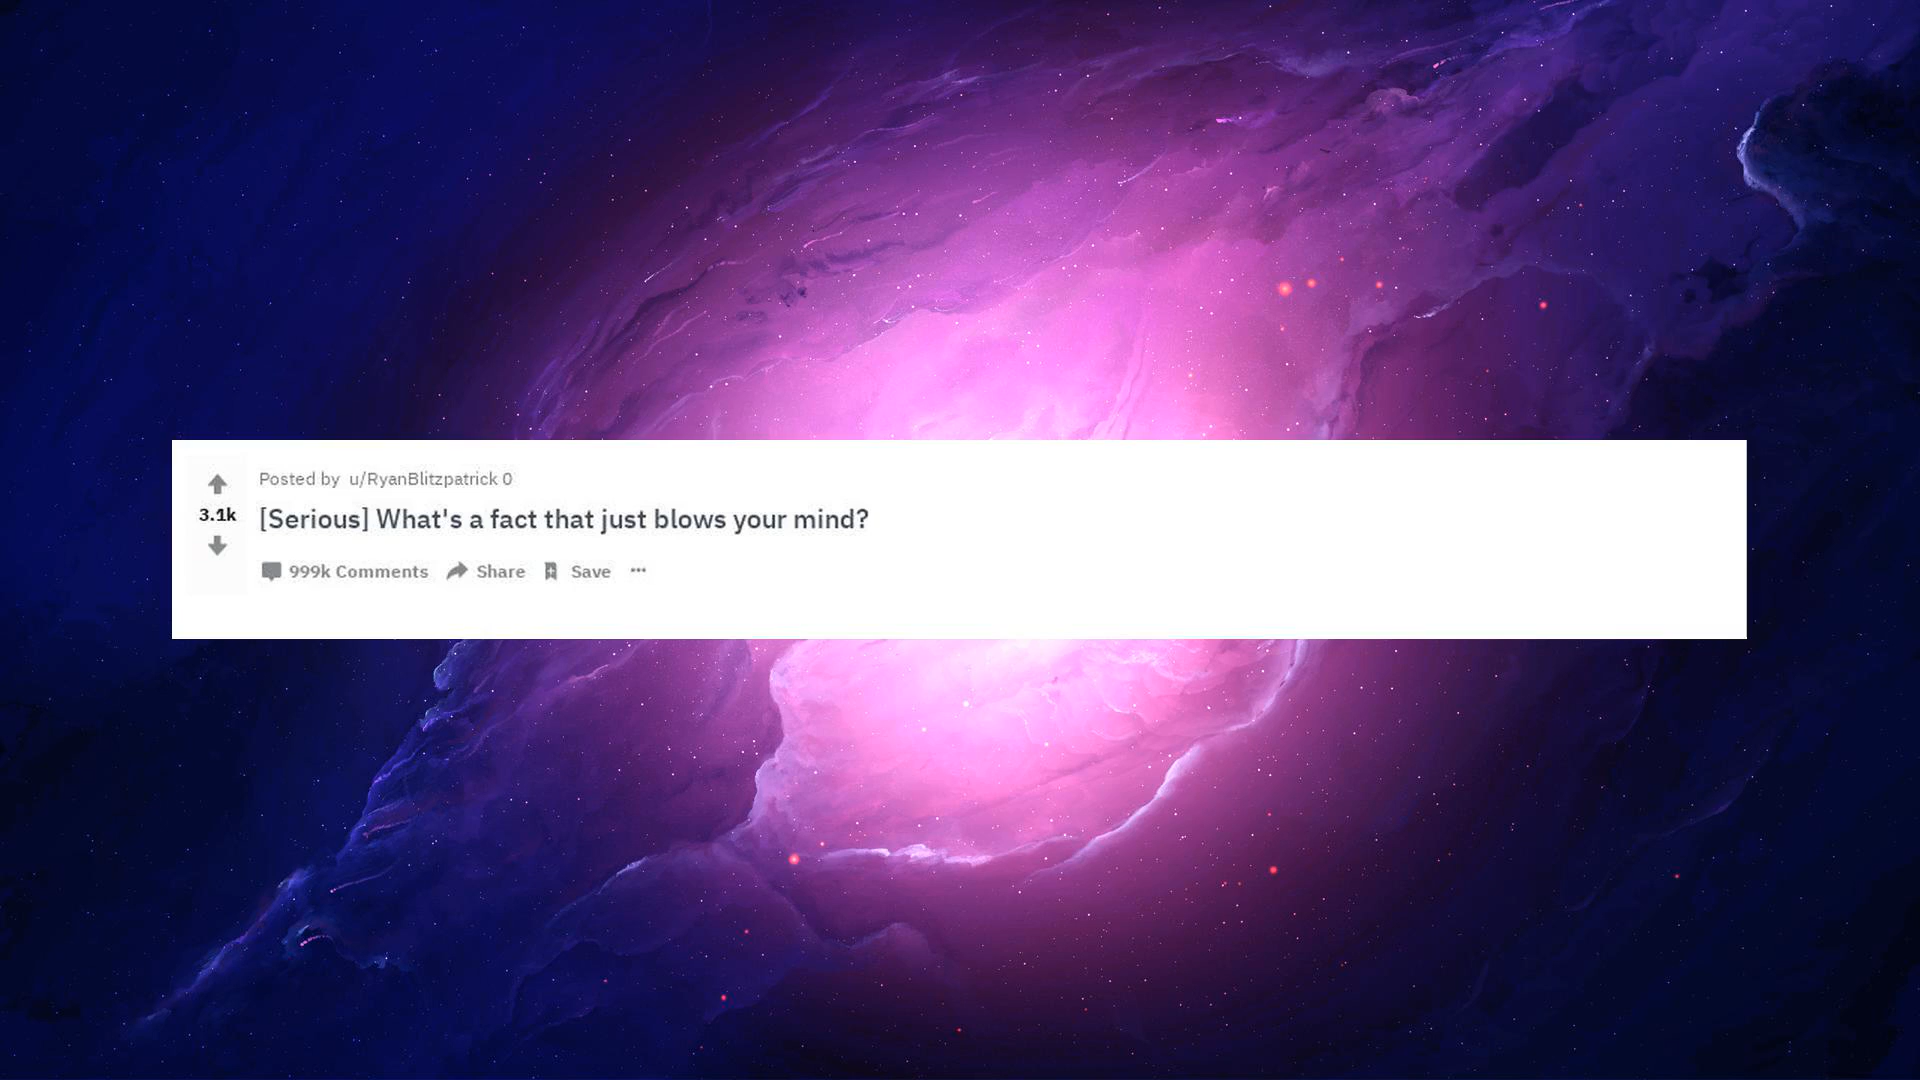 Posted by u/RyanBlitzpatrick 0
3.1k
[Serious] What's a fact that just blows your mind?
999k Comments Share Save ···